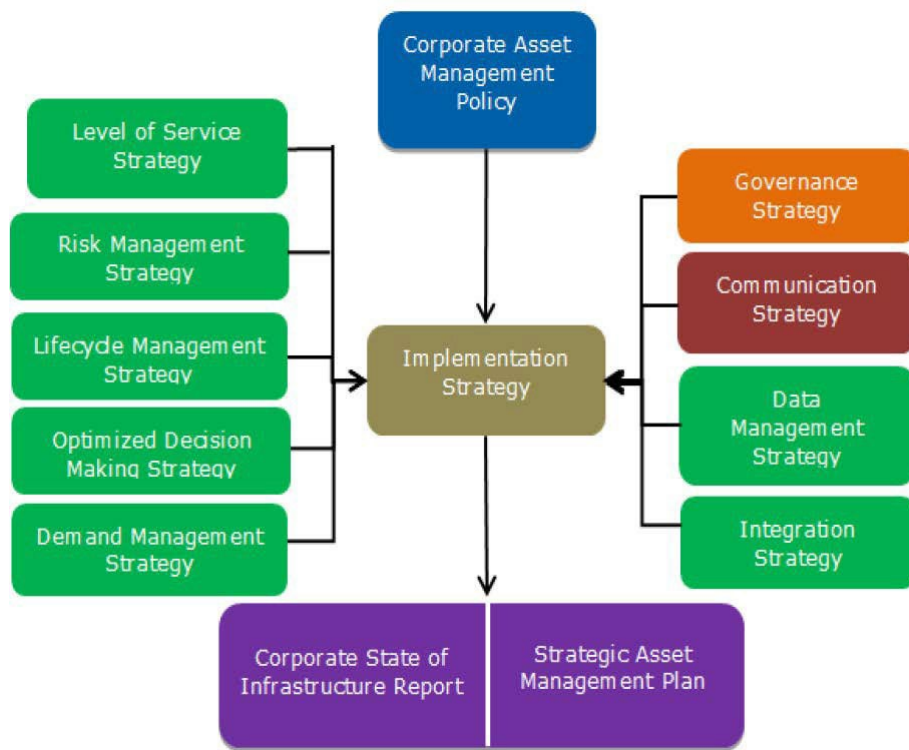 Corporate Asset
Management
Policy
Level of Service
Strategy
Risk Management
Strategy
Lifecycle Management
Strategy
Optimized Decision
Making Strategy
Demand Management
Strategy
Implementation
Strategy
Governance
Strategy
Communication
Strategy
Data
Management
Strategy
Integration
Strategy
Corporate State of
Infrastructure Report
Strategic Asset
Management Plan